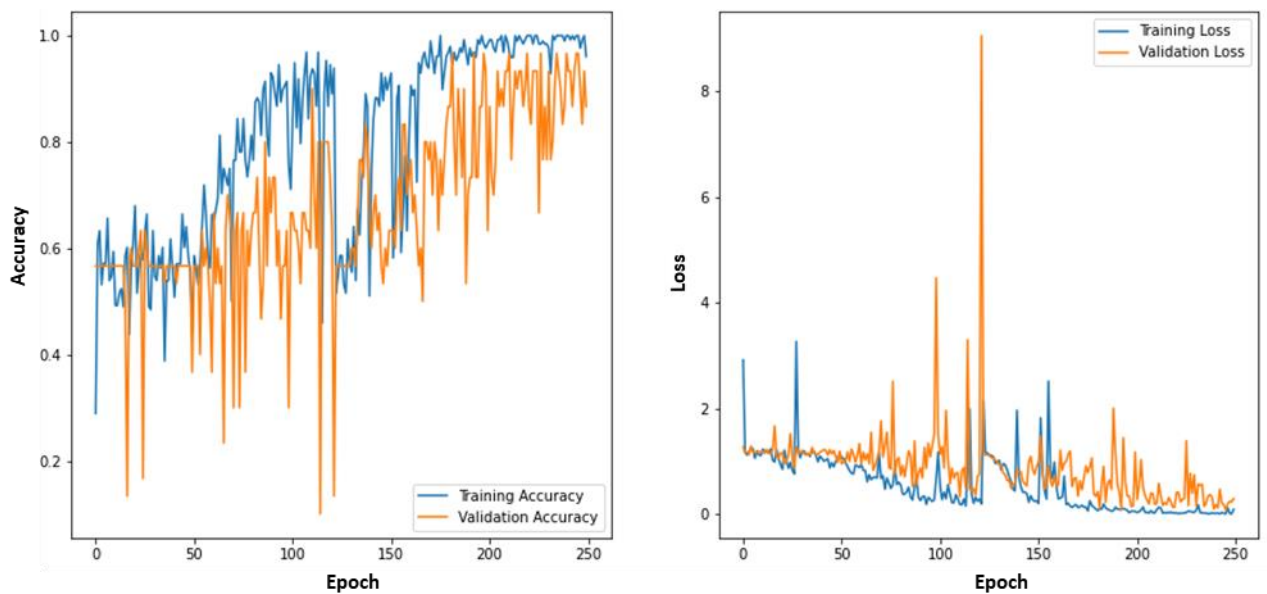 Accuracy
1.0
0.8
0.6
0.4
0.2
Training Accuracy
Validation Accuracy
0 50 100 150 200 250
Epoch
Loss
8
6
4
2
0
Training Loss
Validation Loss
0 50 100 150 200 250
Epoch